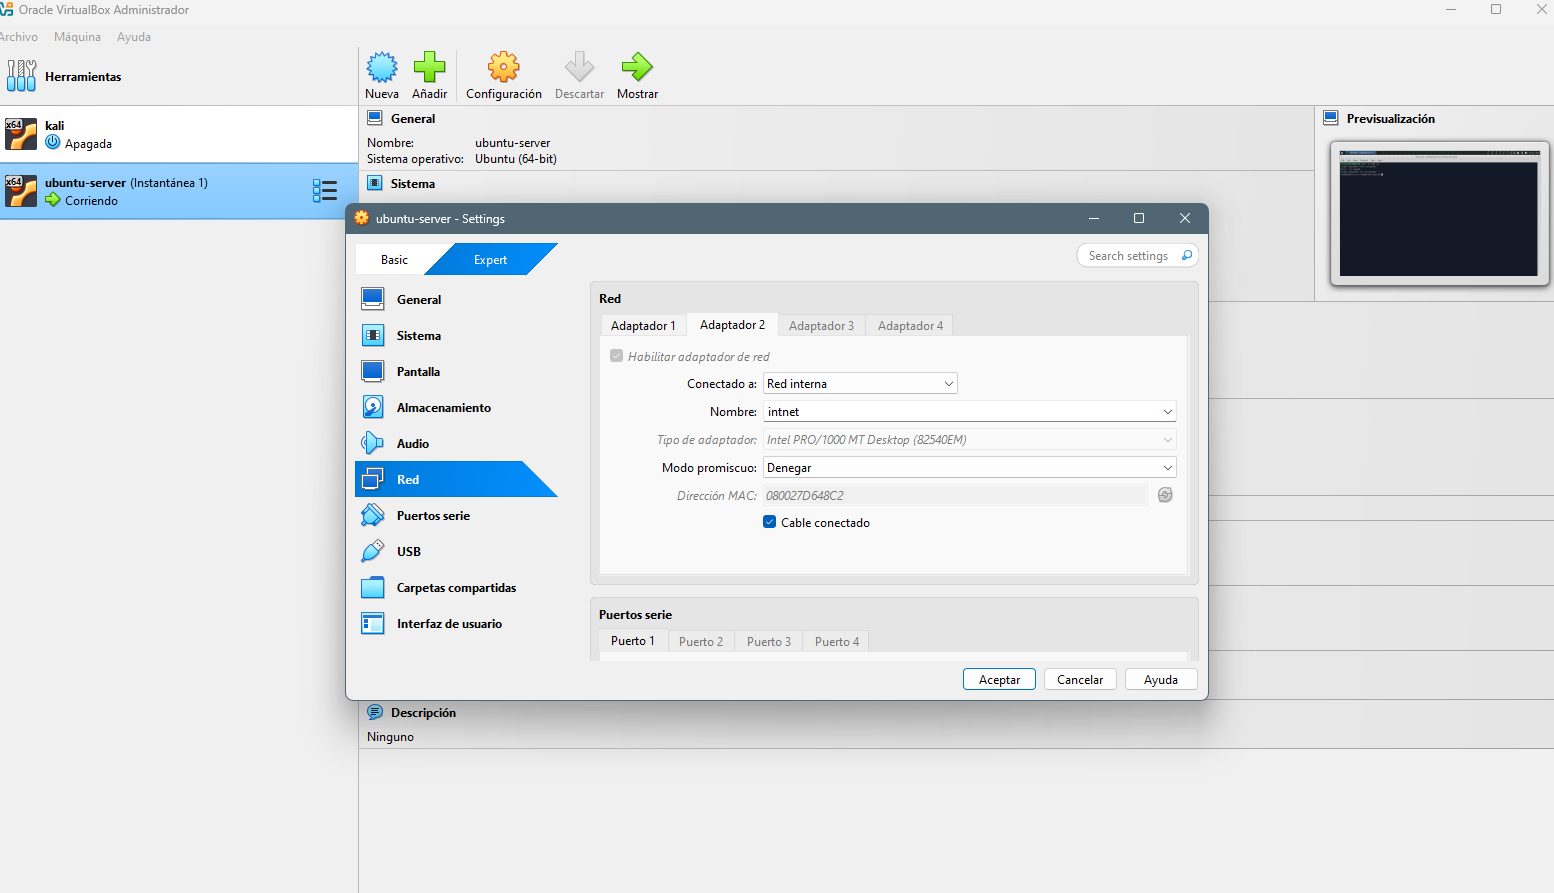 Oracle VirtualBox Administrador
Archivo Máquina Ayuda
Herramientas
Nueva Añadir Configuración Descartar Mostrar
x64
kali
Apagada
x64
ubuntu-server (Instantánea 1)
Corriendo
General
Nombre: ubuntu-server
Sistema operativo: Ubuntu (64-bit)
Sistema
Previsualización
ubuntu-server - Settings
Basic Expert
Search settings
General
Sistema
Pantalla
Almacenamiento
Audio
Red
Puertos serie
USB
Carpetas compartidas
Interfaz de usuario
Red
Adaptador 1 Adaptador 2 Adaptador 3 Adaptador 4
Habilitar adaptador de red
Conectado a: Red interna
Nombre: intnet
Tipo de adaptador: Intel PRO/1000 MT Desktop (82540EM)
Modo promiscuo: Denegar
Dirección MAC: 080027D648C2
Cable conectado
Puertos serie
Puerto 1 Puerto 2 Puerto 3 Puerto 4
Aceptar Cancelar Ayuda
Descripción
Ninguno